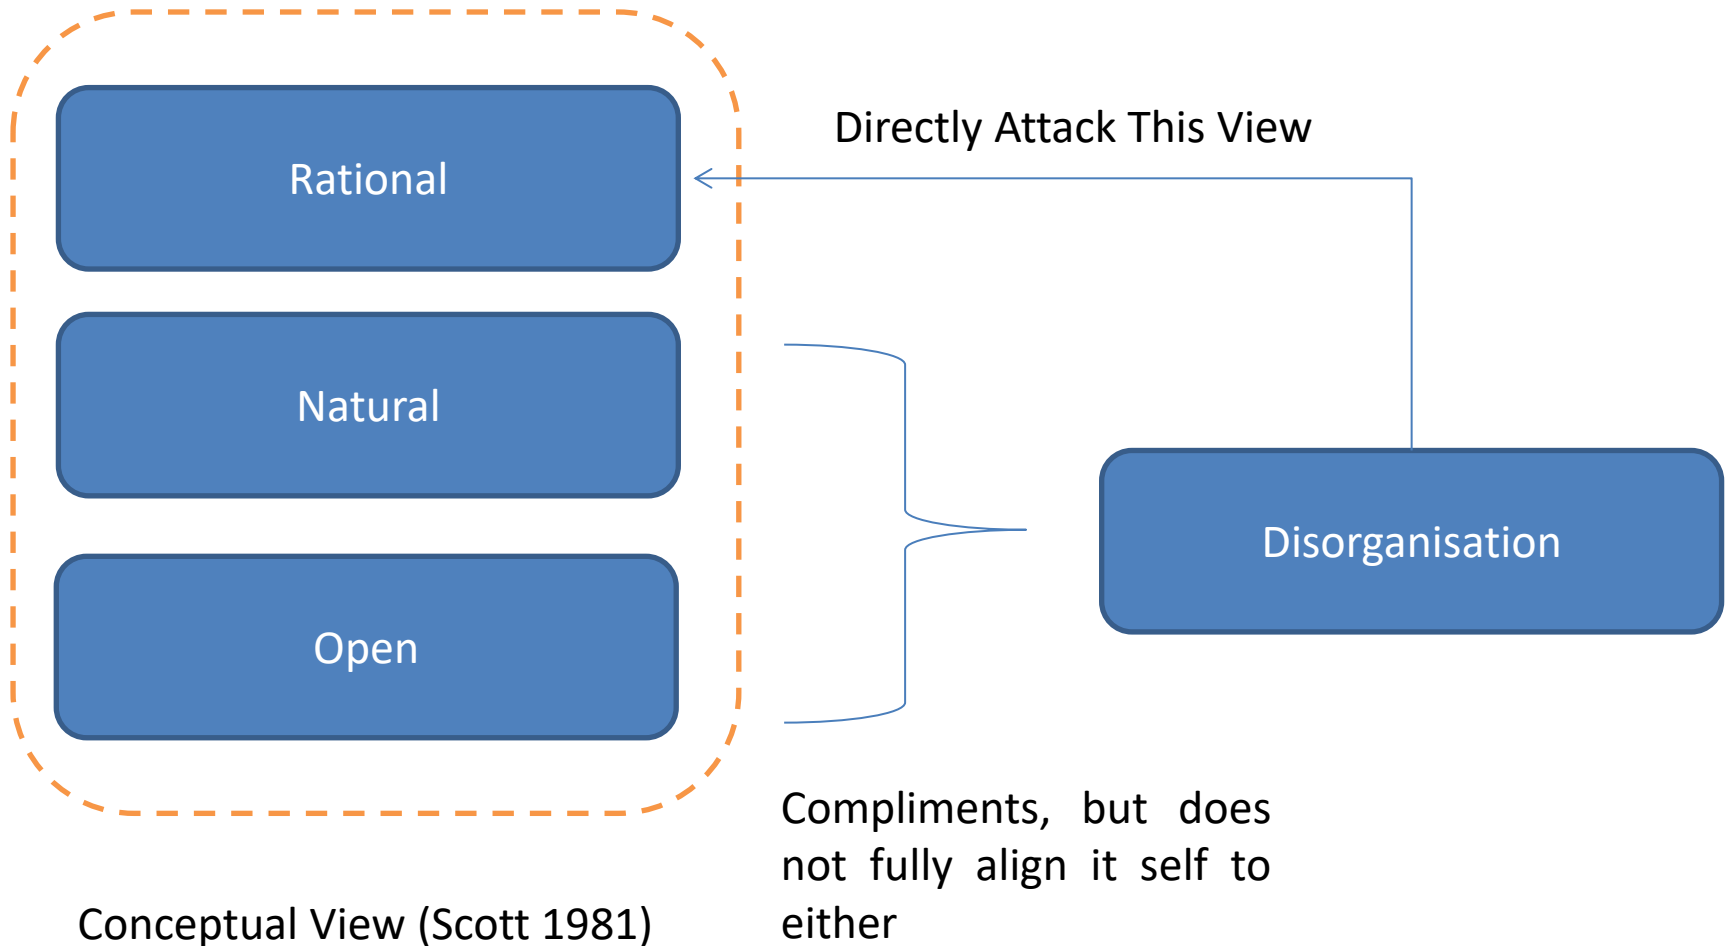 Rational
Directly Attack This View
Natural
Disorganisation
Open
Compliments, but does
not fully align it self to
either
Conceptual View (Scott 1981)